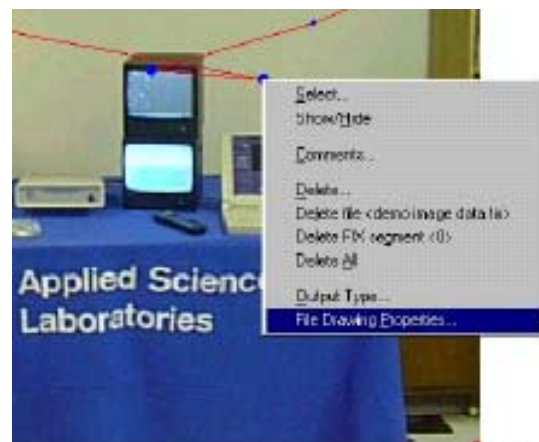 Select...
Show/Hide
Comments...
Delete...
Delete file <demo image data.fix>
Delete FIX segment <0>
Delete All
Output Type...
File Drawing Properties...
Applied Science
Laboratories